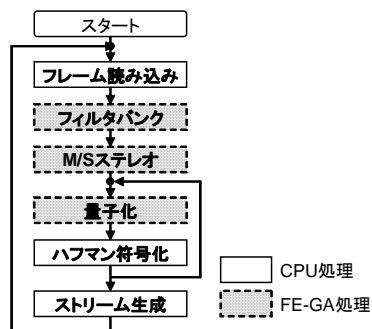 スタート
フレーム読み込み
フィルタバンク
M/Sステレオ
量子化
ハフマン符号化
ストリーム生成
CPU処理
FE-GA処理